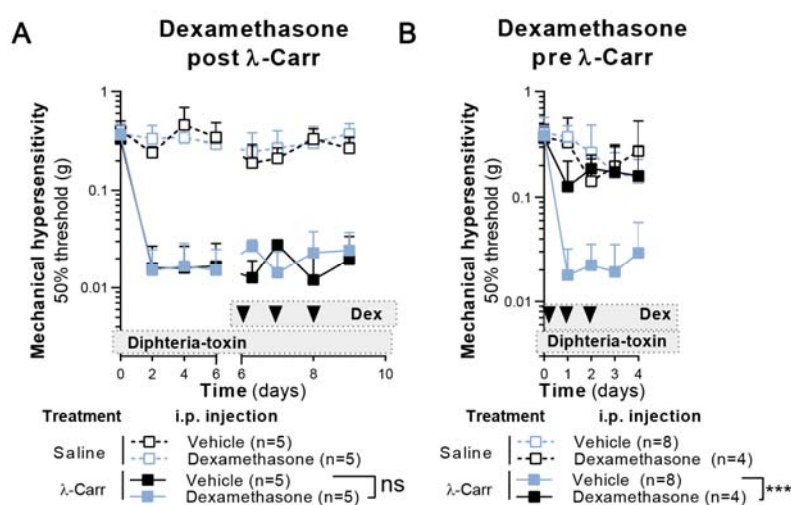 A
Dexamethasone
post λ-Carr
Mechanical hypersensitivity
50% threshold (g)
1
0.1
0.01
Dex
Diphteria-toxin
0 2 4 6 6 8 10
Time (days)
Treatment i.p. injection
Saline
Vehicle (n=5)
Dexamethasone (n=5)
λ-Carr
Vehicle (n=5)
Dexamethasone (n=5)
ns
B
Dexamethasone
pre λ-Carr
Mechanical hypersensitivity
50% threshold (g)
1
0.1
0.01
Dex
Diphteria-toxin
0 1 2 3 4
Time (days)
Treatment i.p. injection
Saline
Vehicle (n=8)
Dexamethasone (n=4)
λ-Carr
Vehicle (n=8)
Dexamethasone (n=4)
***